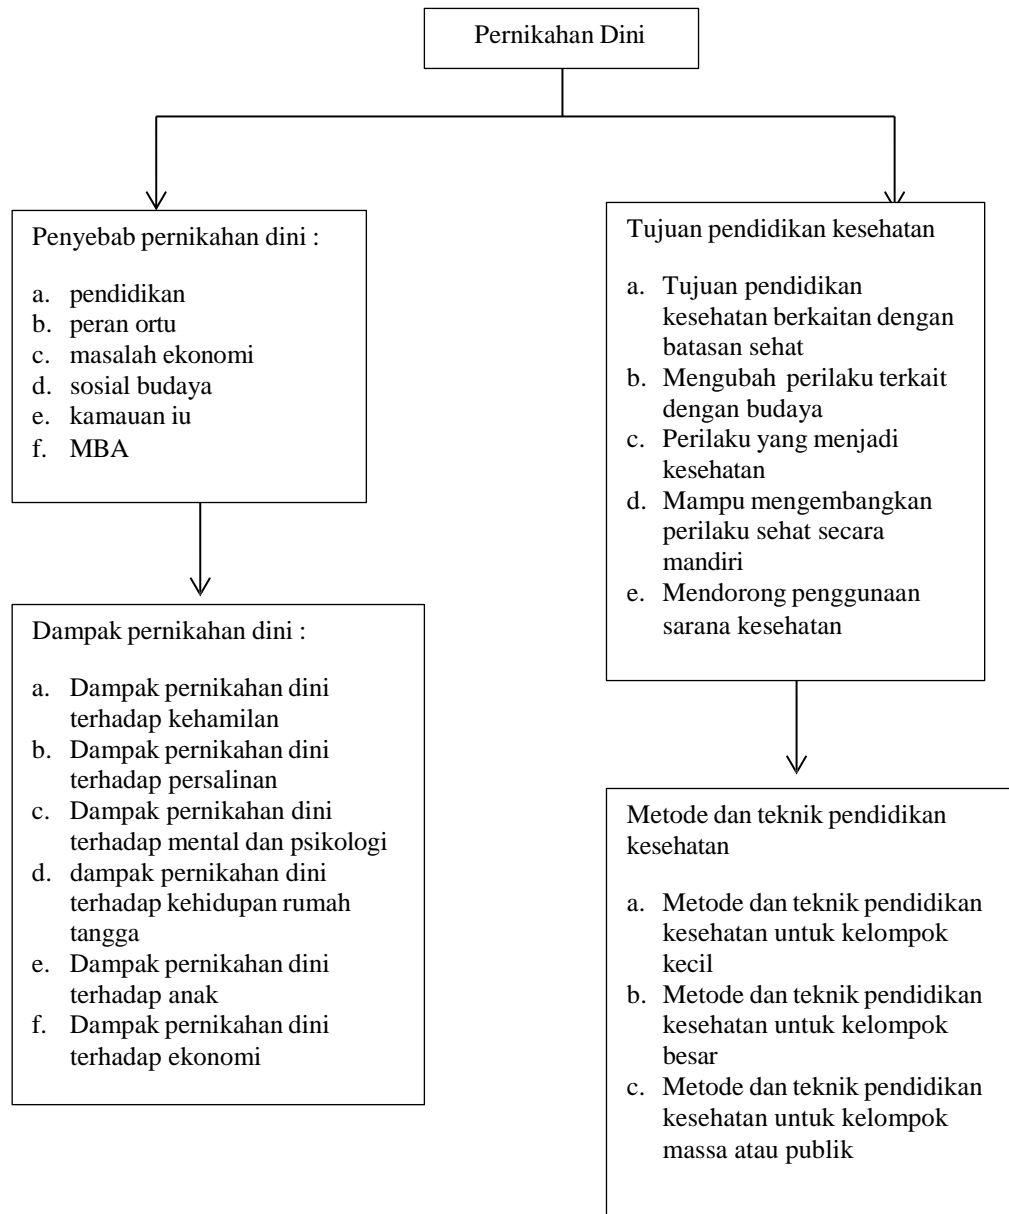 Pernikahan Dini
Penyebab pernikahan dini :
a. pendidikan
b. peran ortu
c. masalah ekonomi
d. sosial budaya
e. kamauan iu
f. MBA
Dampak pernikahan dini :
a. Dampak pernikahan dini
terhadap kehamilan
b. Dampak pernikahan dini
terhadap persalinan
c. Dampak pernikahan dini
terhadap mental dan psikologi
d. dampak pernikahan dini
terhadap kehidupan rumah
tangga
e. Dampak pernikahan dini
terhadap anak
f. Dampak pernikahan dini
terhadap ekonomi
Tujuan pendidikan kesehatan
a. Tujuan pendidikan
kesehatan berkaitan dengan
batasan sehat
b. Mengubah perilaku terkait
dengan budaya
c. Perilaku yang menjadi
kesehatan
d. Mampu mengembangkan
perilaku sehat secara
mandiri
e. Mendorong penggunaan
sarana kesehatan
Metode dan teknik pendidikan
kesehatan
a. Metode dan teknik pendidikan
kesehatan untuk kelompok
kecil
b. Metode dan teknik pendidikan
kesehatan untuk kelompok
besar
c. Metode dan teknik pendidikan
kesehatan untuk kelompok
massa atau publik